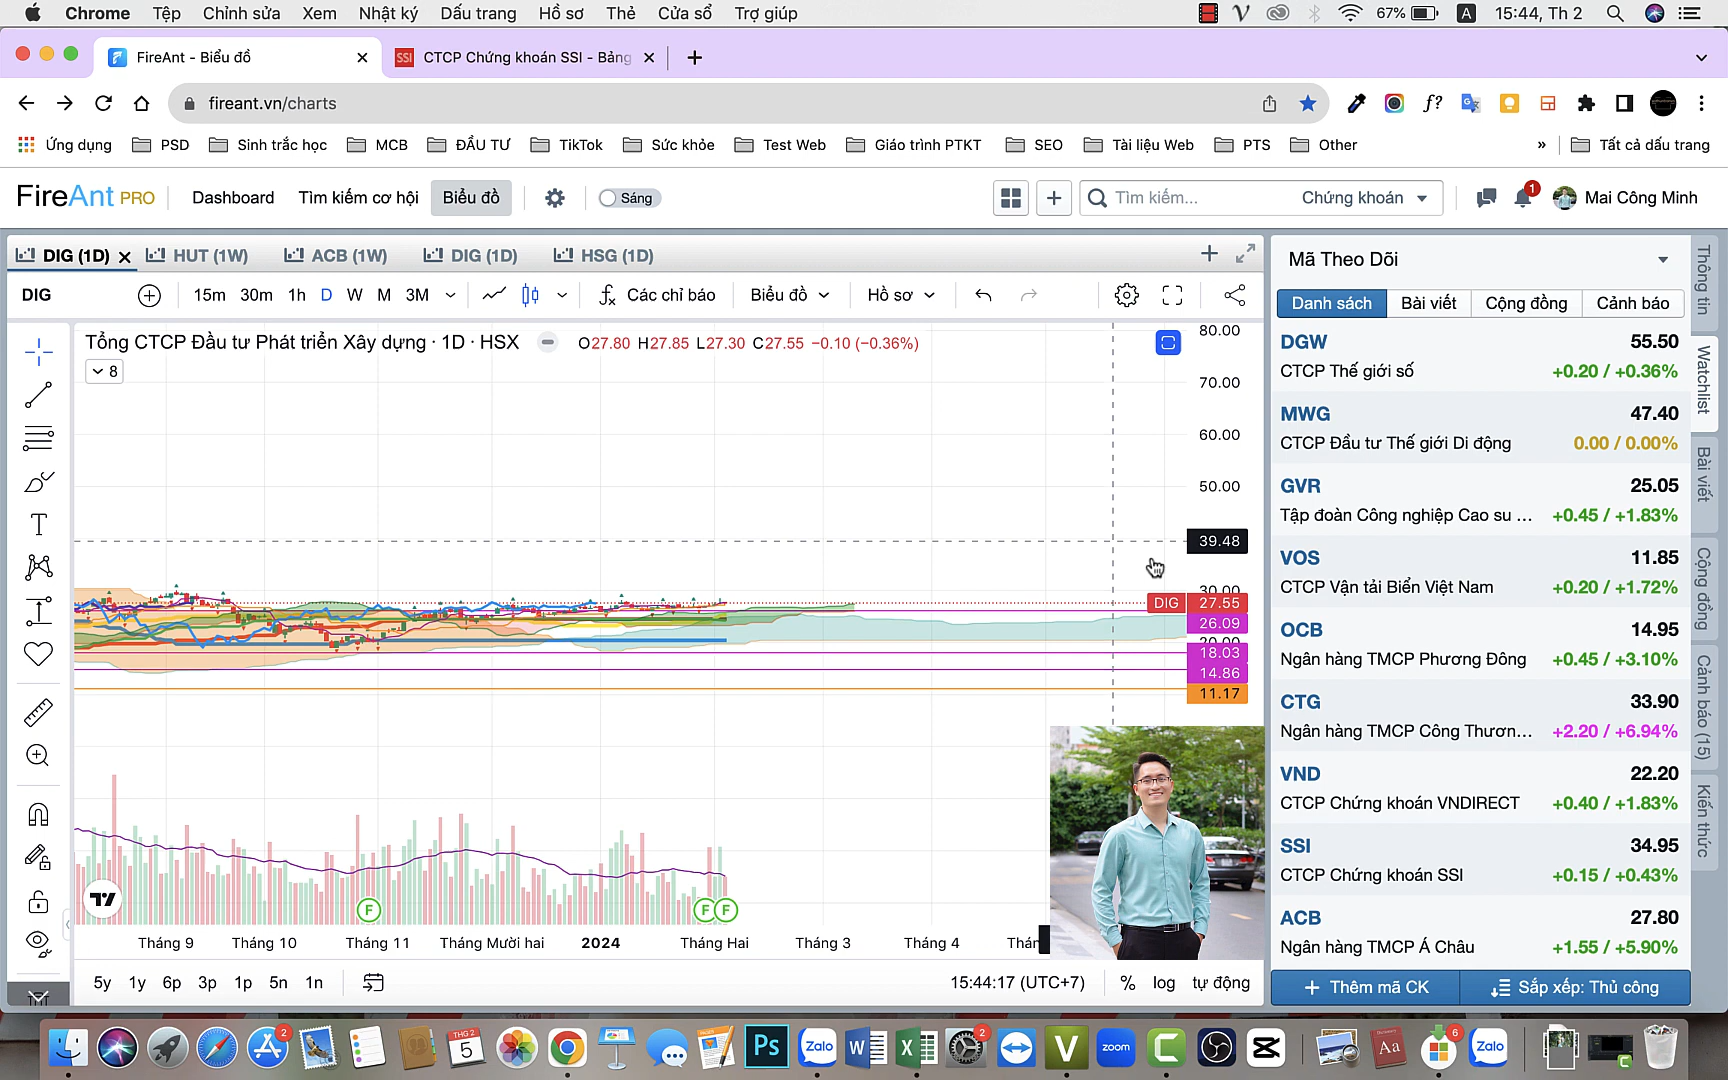 Chrome Tệp Chỉnh sửa Xem Nhật ký Dấu trang Hồ sơ Thẻ Cửa sổ Trợ giúp 67% A 15:44, Th 2
FireAnt - Biểu đồ CTCP Chứng khoán SSI - Bảng
fireant.vn/charts f?
Ứng dụng PSD Sinh trắc học MCB ĐẦU TƯ TikTok Sức khỏe Test Web Giáo trình PTKT SEO Tài liệu Web PTS Other » Tất cả dấu trang
FireAnt PRO Dashboard Tìm kiếm cơ hội Biểu đồ Sáng Tìm kiếm... Chứng khoán 1 Mai Công Minh
DIG (1D) HUT (1W) ACB (1W) DIG (1D) HSG (1D)
DIG 15m 30m 1h D W M 3M Các chỉ báo Biểu đồ Hồ sơ
Tổng CTCP Đầu tư Phát triển Xây dựng · 1D · HSX O27.80 H27.85 L27.30 C27.55 −0.10 (−0.36%)
8
80.00
70.00
60.00
50.00
39.48
30.00
DIG 27.55
26.09
20.00
18.03
14.86
11.17
F F F
Tháng 9 Tháng 10 Tháng 11 Tháng Mười hai 2024 Tháng Hai Tháng 3 Tháng 4
5y 1y 6p 3p 1p 5n 1n 15:44:17 (UTC+7) % log tự động
Mã Theo Dõi
Danh sách Bài viết Cộng đồng Cảnh báo
DGW 55.50
CTCP Thế giới số +0.20 / +0.36%
MWG 47.40
CTCP Đầu tư Thế giới Di động 0.00 / 0.00%
GVR 25.05
Tập đoàn Công nghiệp Cao su ... +0.45 / +1.83%
VOS 11.85
CTCP Vận tải Biển Việt Nam +0.20 / +1.72%
OCB 14.95
Ngân hàng TMCP Phương Đông +0.45 / +3.10%
CTG 33.90
Ngân hàng TMCP Công Thươn... +2.20 / +6.94%
VND 22.20
CTCP Chứng khoán VNDIRECT +0.40 / +1.83%
SSI 34.95
CTCP Chứng khoán SSI +0.15 / +0.43%
ACB 27.80
Ngân hàng TMCP Á Châu +1.55 / +5.90%
Thêm mã CK Sắp xếp: Thủ công
Thông tin
Watchlist
Bài viết
Cộng đồng
Cảnh báo (15)
Kiến thức
2 THG 2 5 Ps Zalo W X 2 V zoom C Aa 6 Zalo